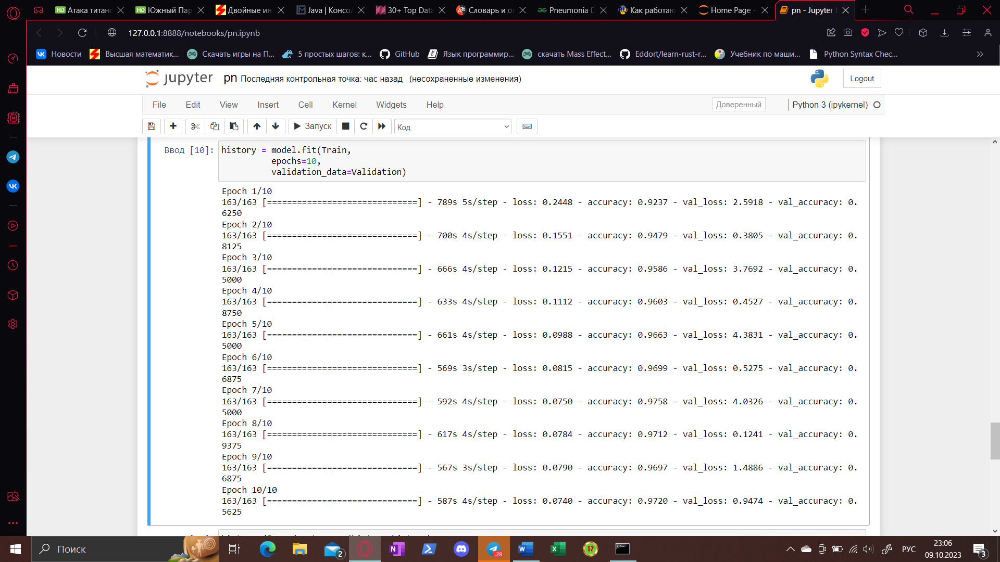 Атака титано
Южный Пар
Двойные ин
Java | Консо
30+ Top Data
Словарь и о
Pneumonia D
Как работаю
Home Page -
pn - Jupyter
127.0.0.1:8888/notebooks/pn.ipynb
Новости
Высшая математик...
Скачать игры на П...
5 простых шагов: к...
GitHub
Язык программир...
скачать Mass Effect...
Eddort/learn-rust-r...
Учебник по маши...
Python Syntax Chec...
jupyter pn Последняя контрольная точка: час назад (несохраненные изменения)
Logout
File Edit View Insert Cell Kernel Widgets Help
Доверенный
Python 3 (ipykernel)
Запуск
Код
Ввод [10]:
history = model.fit(Train,
epochs=10,
validation_data=Validation)
Epoch 1/10
163/163 [==============================] - 789s 5s/step - loss: 0.2448 - accuracy: 0.9237 - val_loss: 2.5918 - val_accuracy: 0.
6250
Epoch 2/10
163/163 [==============================] - 700s 4s/step - loss: 0.1551 - accuracy: 0.9479 - val_loss: 0.3805 - val_accuracy: 0.
8125
Epoch 3/10
163/163 [==============================] - 666s 4s/step - loss: 0.1215 - accuracy: 0.9586 - val_loss: 3.7692 - val_accuracy: 0.
5000
Epoch 4/10
163/163 [==============================] - 633s 4s/step - loss: 0.1112 - accuracy: 0.9603 - val_loss: 0.4527 - val_accuracy: 0.
8750
Epoch 5/10
163/163 [==============================] - 661s 4s/step - loss: 0.0988 - accuracy: 0.9663 - val_loss: 4.3831 - val_accuracy: 0.
5000
Epoch 6/10
163/163 [==============================] - 569s 3s/step - loss: 0.0815 - accuracy: 0.9699 - val_loss: 0.5275 - val_accuracy: 0.
6875
Epoch 7/10
163/163 [==============================] - 592s 4s/step - loss: 0.0750 - accuracy: 0.9758 - val_loss: 4.0326 - val_accuracy: 0.
5000
Epoch 8/10
163/163 [==============================] - 617s 4s/step - loss: 0.0784 - accuracy: 0.9712 - val_loss: 0.1241 - val_accuracy: 0.
9375
Epoch 9/10
163/163 [==============================] - 567s 3s/step - loss: 0.0790 - accuracy: 0.9697 - val_loss: 1.4886 - val_accuracy: 0.
6875
Epoch 10/10
163/163 [==============================] - 587s 4s/step - loss: 0.0740 - accuracy: 0.9720 - val_loss: 0.9474 - val_accuracy: 0.
5625
Поиск
2
..28
12
РУС
23:06
09.10.2023
3